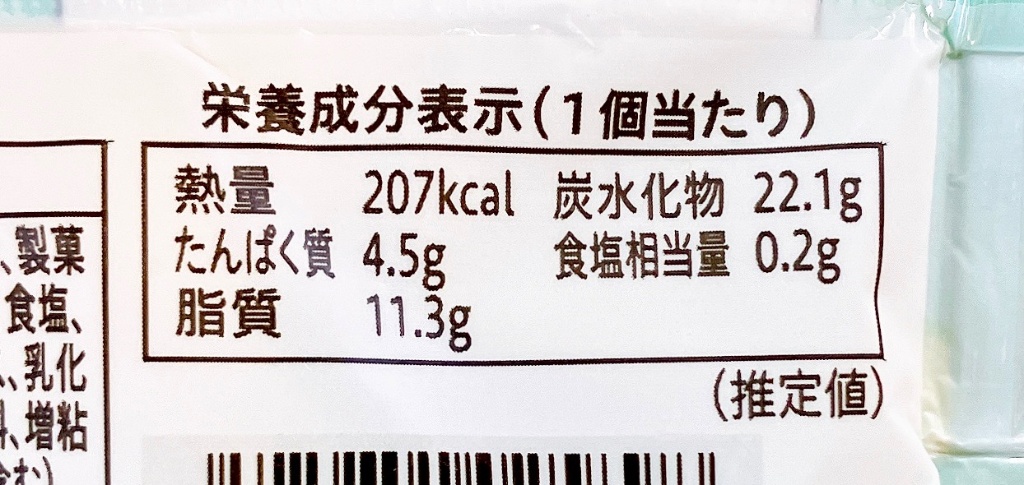 栄養成分表示(1個当たり)
熱量 207kcal 炭水化物 22.1g
たんぱく質 4.5g 食塩相当量 0.2g
脂質 11.3g
(推定値)
、製菓
食塩、
、乳化
、増粘
含む)